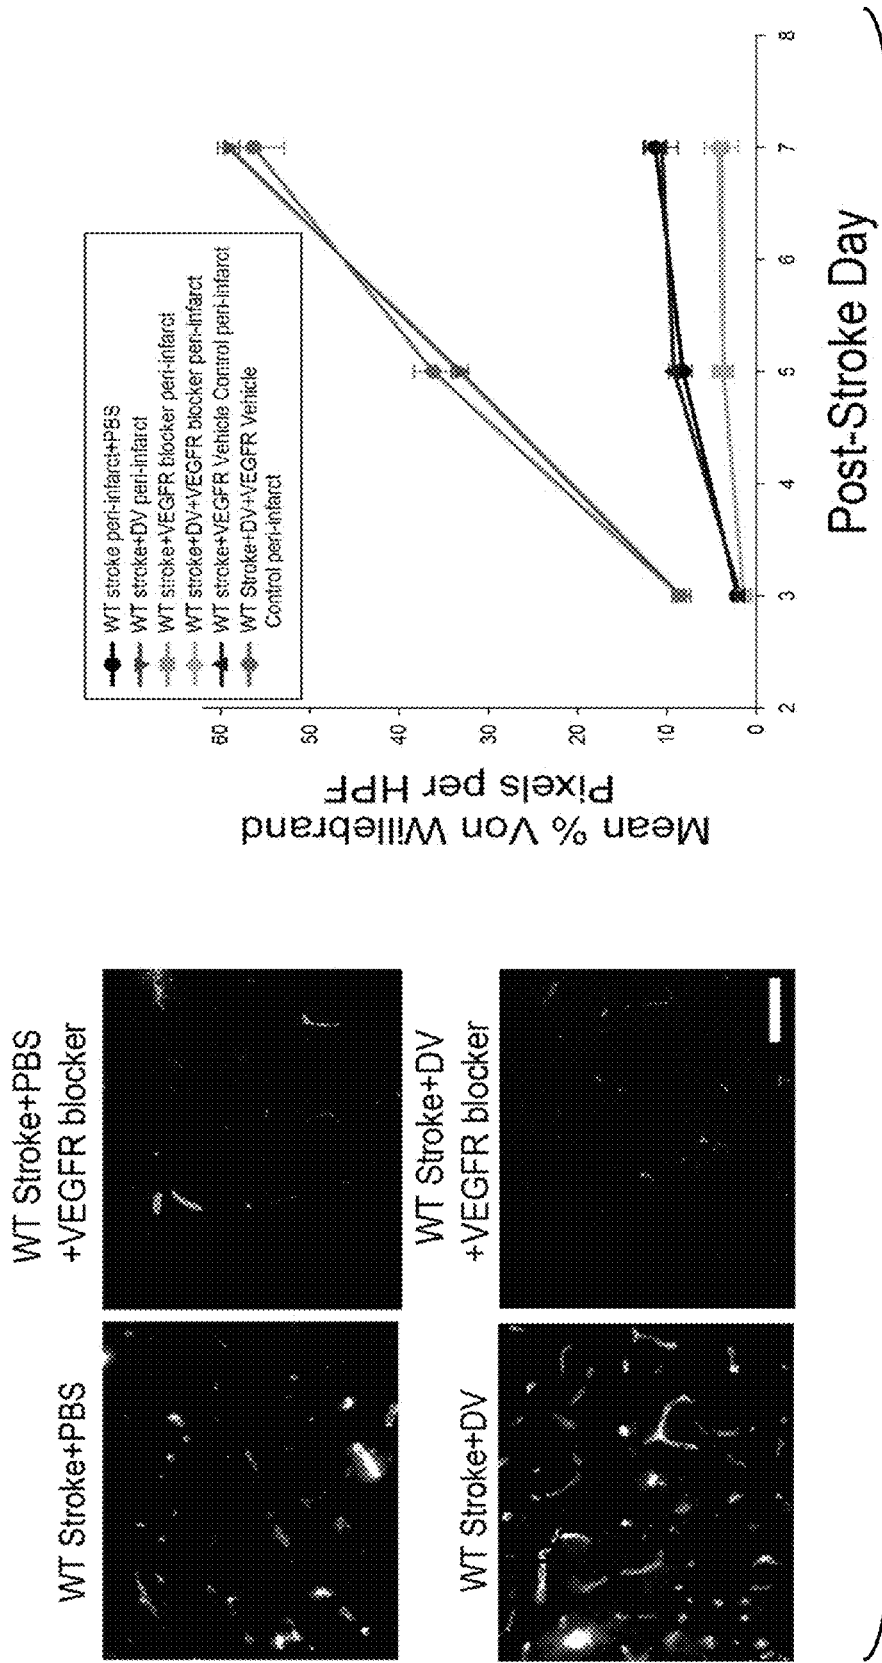 WT Stroke+PBS
WT Stroke+PBS
+VEGFR blocker
WT Stroke+DV
WT Stroke+DV
+VEGFR blocker
Mean % Von Willebrand
Pixels per HPF
60
50
40
30
20
10
0
WT stroke peri-infarct+PBS
WT stroke+DV peri-infarct
WT stroke+VEGFR blocker peri-infarct
WT stroke+DV+VEGFR blocker peri-infarct
WT stroke+VEGFR Vehicle Control peri-infarct
WT Stroke+DV+VEGFR Vehicle
Control peri-infarct
2
3
4
5
6
7
8
Post-Stroke Day